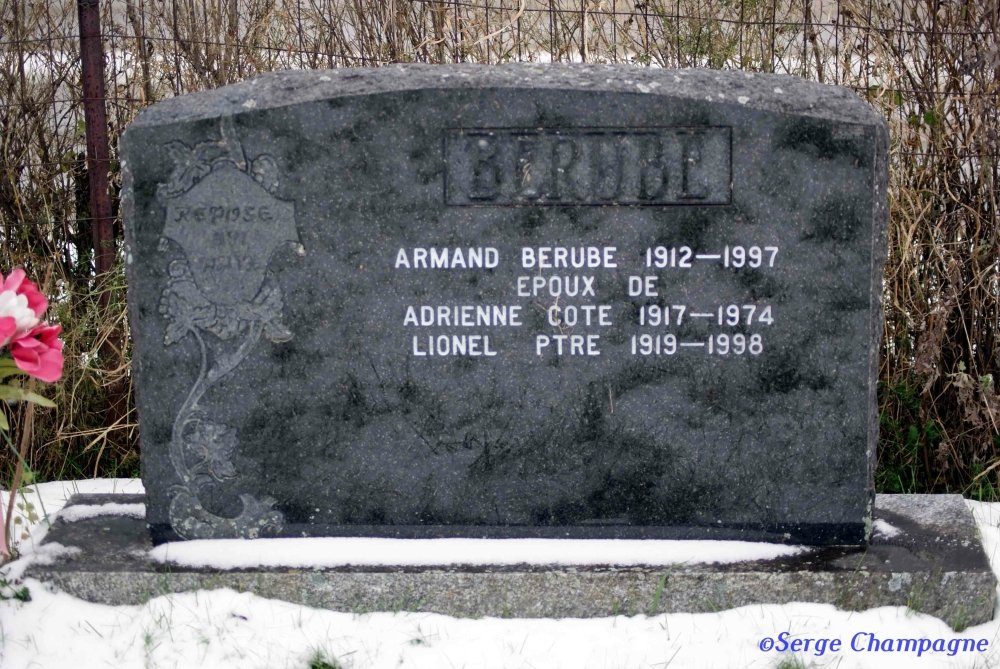 BERUBE
REPOSE
EN
PAIX
ARMAND BERUBE 1912—1997
EPOUX DE
ADRIENNE COTE 1917—1974
LIONEL PTRE 1919—1998
©Serge Champagne